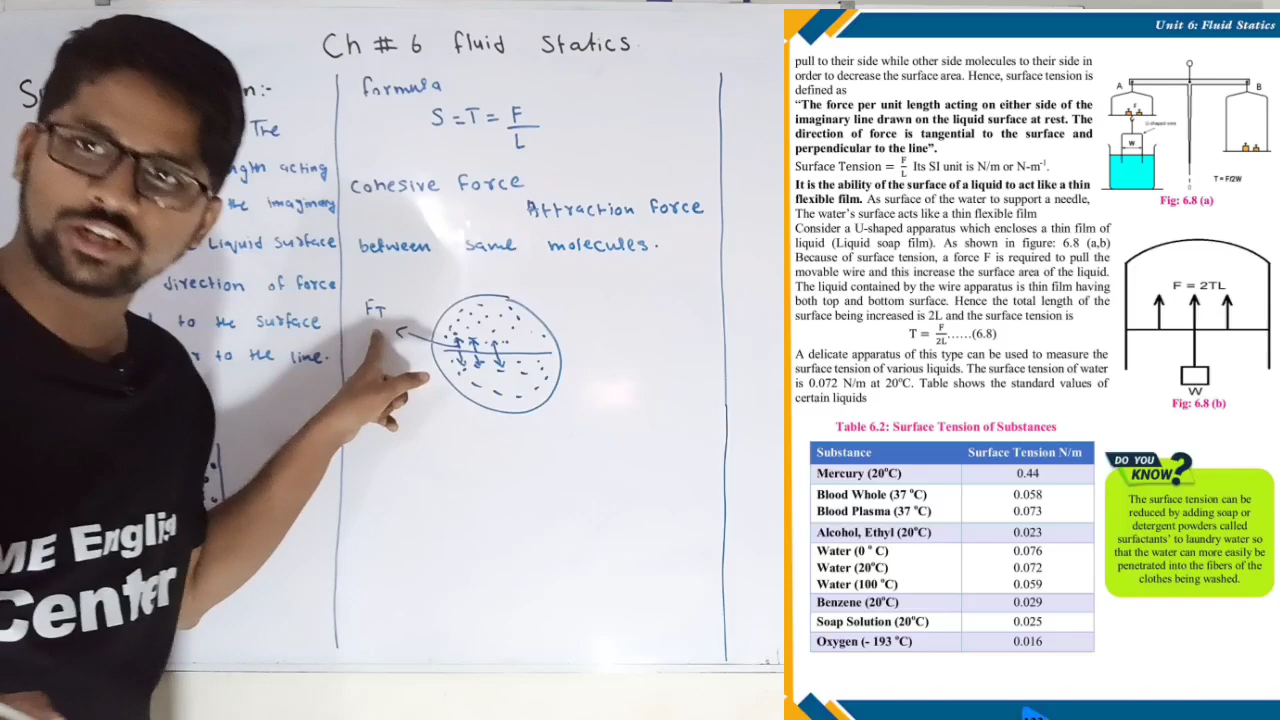 Ch # 6 fluid statics.
n:-
The
ngth acting
the imaginary
Liquid surface
direction of force
to the surface
r to the line.
formula
S = T = F
L
Cohesive Force
Attraction force
between same molecules.
FT
ME English
Center
Unit 6: Fluid Statics
pull to their side while other side molecules to their side in
order to decrease the surface area. Hence, surface tension is
defined as
“The force per unit length acting on either side of the
imaginary line drawn on the liquid surface at rest. The
direction of force is tangential to the surface and
perpendicular to the line”.
Surface Tension = F/L Its SI unit is N/m or N-m⁻¹.
It is the ability of the surface of a liquid to act like a thin
flexible film. As surface of the water to support a needle,
The water’s surface acts like a thin flexible film
Consider a U-shaped apparatus which encloses a thin film of
liquid (Liquid soap film). As shown in figure: 6.8 (a,b)
Because of surface tension, a force F is required to pull the
movable wire and this increase the surface area of the liquid.
The liquid contained by the wire apparatus is thin film having
both top and bottom surface. Hence the total length of the
surface being increased is 2L and the surface tension is
T = F/2L ……(6.8)
A delicate apparatus of this type can be used to measure the
surface tension of various liquids. The surface tension of water
is 0.072 N/m at 20°C. Table shows the standard values of
certain liquids
A B
F
U-shaped wire
W
T = F/2W
Fig: 6.8 (a)
F = 2TL
W
Fig: 6.8 (b)
Table 6.2: Surface Tension of Substances
Substance Surface Tension N/m
Mercury (20°C) 0.44
Blood Whole (37 °C) 0.058
Blood Plasma (37 °C) 0.073
Alcohol, Ethyl (20°C) 0.023
Water (0 ° C) 0.076
Water (20°C) 0.072
Water (100 °C) 0.059
Benzene (20°C) 0.029
Soap Solution (20°C) 0.025
Oxygen (- 193 °C) 0.016
DO YOU
KNOW?
The surface tension can be
reduced by adding soap or
detergent powders called
surfactants’ to laundry water so
that the water can more easily be
penetrated into the fibers of the
clothes being washed.